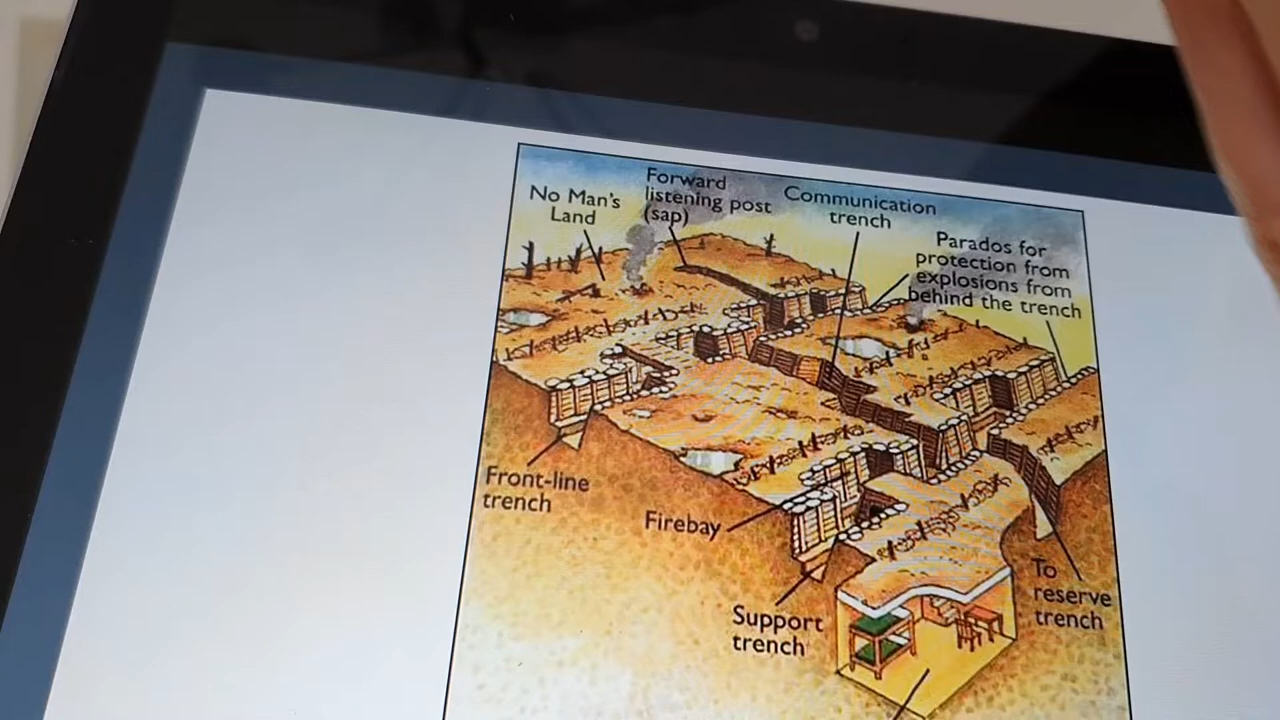 No Man's
Land
Forward
listening post
(sap)
Communication
trench
Parados for
protection from
explosions from
behind the trench
Front-line
trench
Firebay
Support
trench
To
reserve
trench